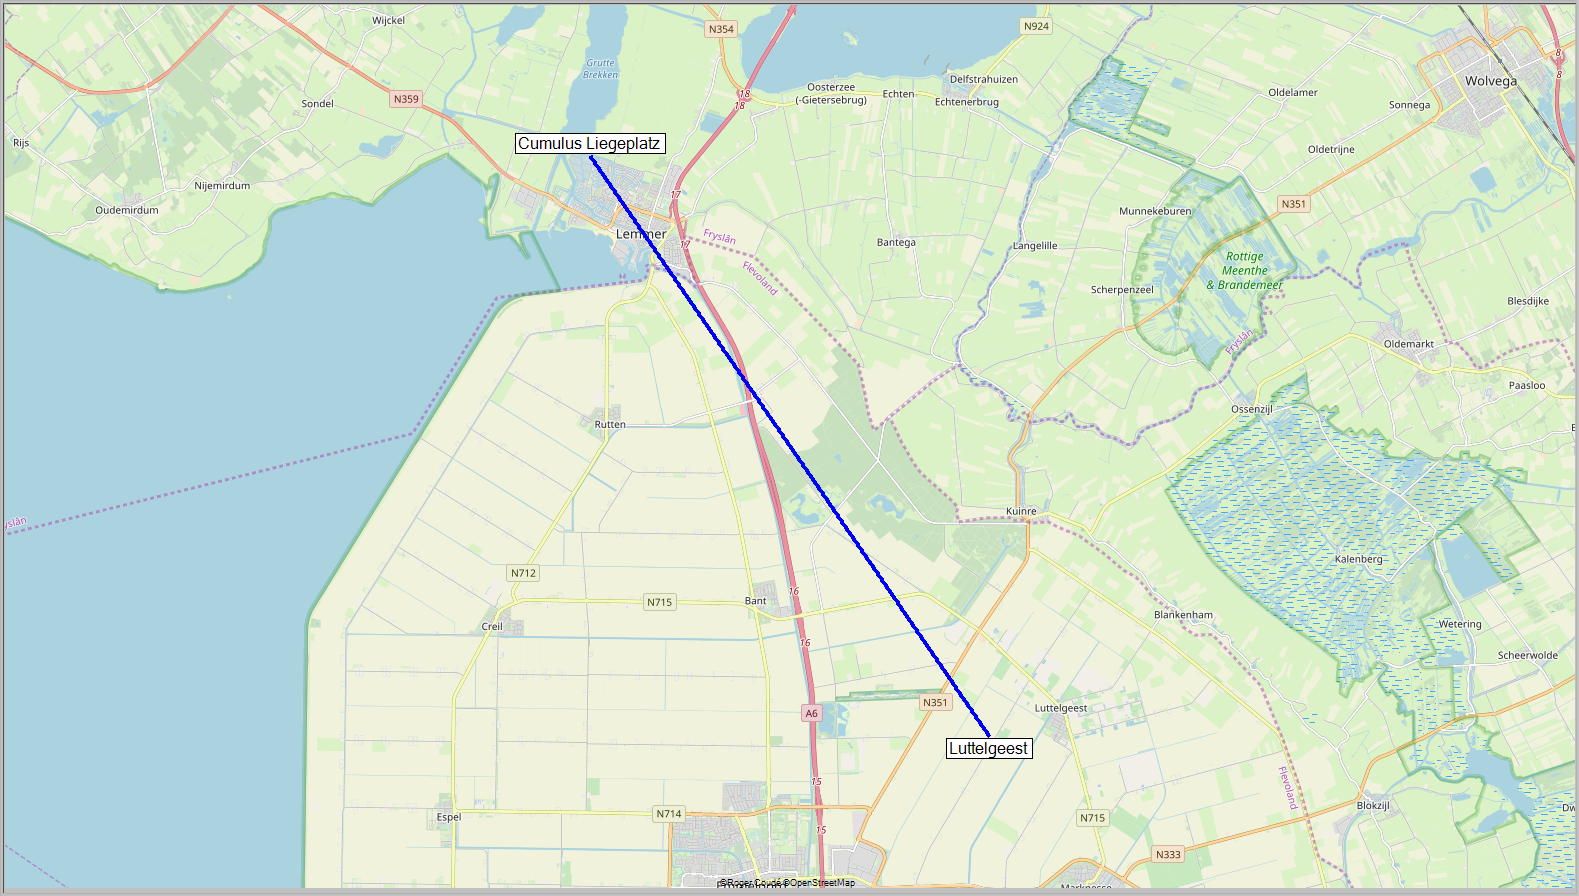 Wijckel
N354
N924
Grutte
Brekken
Wolvega
8
8
Delfstrahuizen
Oosterzee
(-Gietersebrug)
Echten
Echtenerbrug
Oldelamer
Sonnega
Sondel
N359
18
18
Rijs
Cumulus Liegeplatz
Oldetrijne
Nijemirdum
17
Oudemirdum
N351
Munnekeburen
Lemmer
17
Fryslân
Bantega
Langelille
Rottige
Meenthe
& Brandemeer
Flevoland
Scherpenzeel
Blesdijke
Fryslân
Oldemarkt
Paasloo
Ossenzijl
Rutten
Kuinre
yslân
Kalenberg
N712
16
N715
Bant
Creil
Blankenham
Wetering
16
Scheerwolde
N351
Luttelgeest
A6
Luttelgeest
15
Flevoland
Blokzijl
Espel
N714
N715
15
N333
©OpenStreetMap
Marknesse